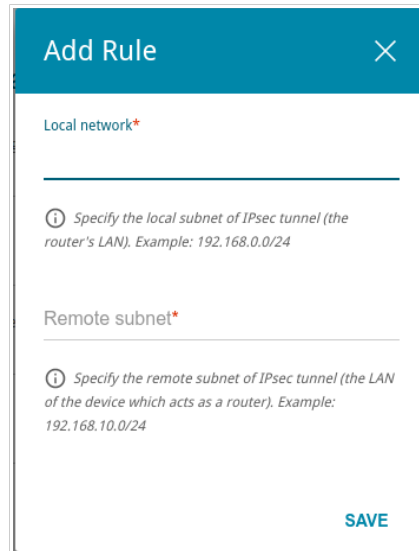 Add Rule
Local network*
Specify the local subnet of IPsec tunnel (the
router's LAN). Example: 192.168.0.0/24
Remote subnet*
Specify the remote subnet of IPsec tunnel (the LAN
of the device which acts as a router). Example:
192.168.10.0/24
SAVE